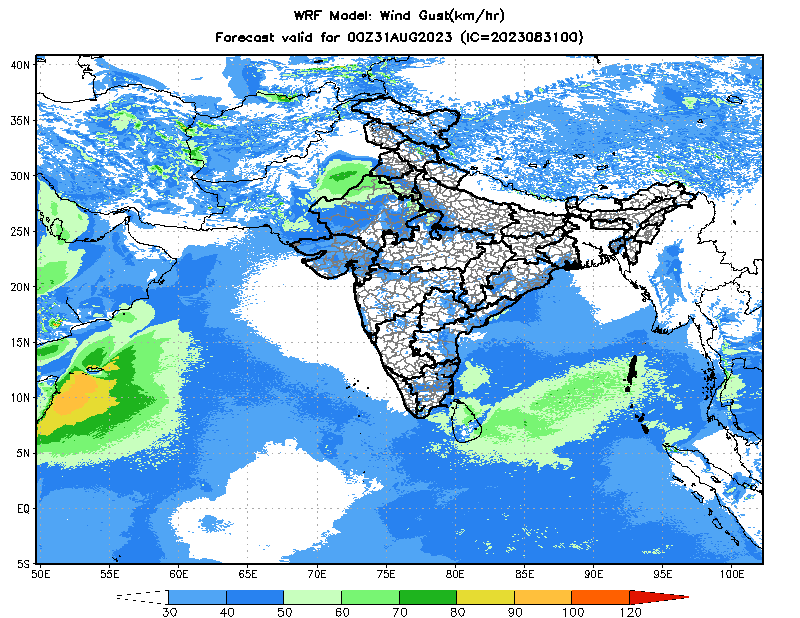 WRF Model: Wind Gust(km/hr)
Forecast valid for 00Z31AUG2023 (IC=2023083100)
40N
35N
30N
25N
20N
15N
10N
5N
EQ
5S
50E 55E 60E 65E 70E 75E 80E 85E 90E 95E 100E
30 40 50 60 70 80 90 100 120